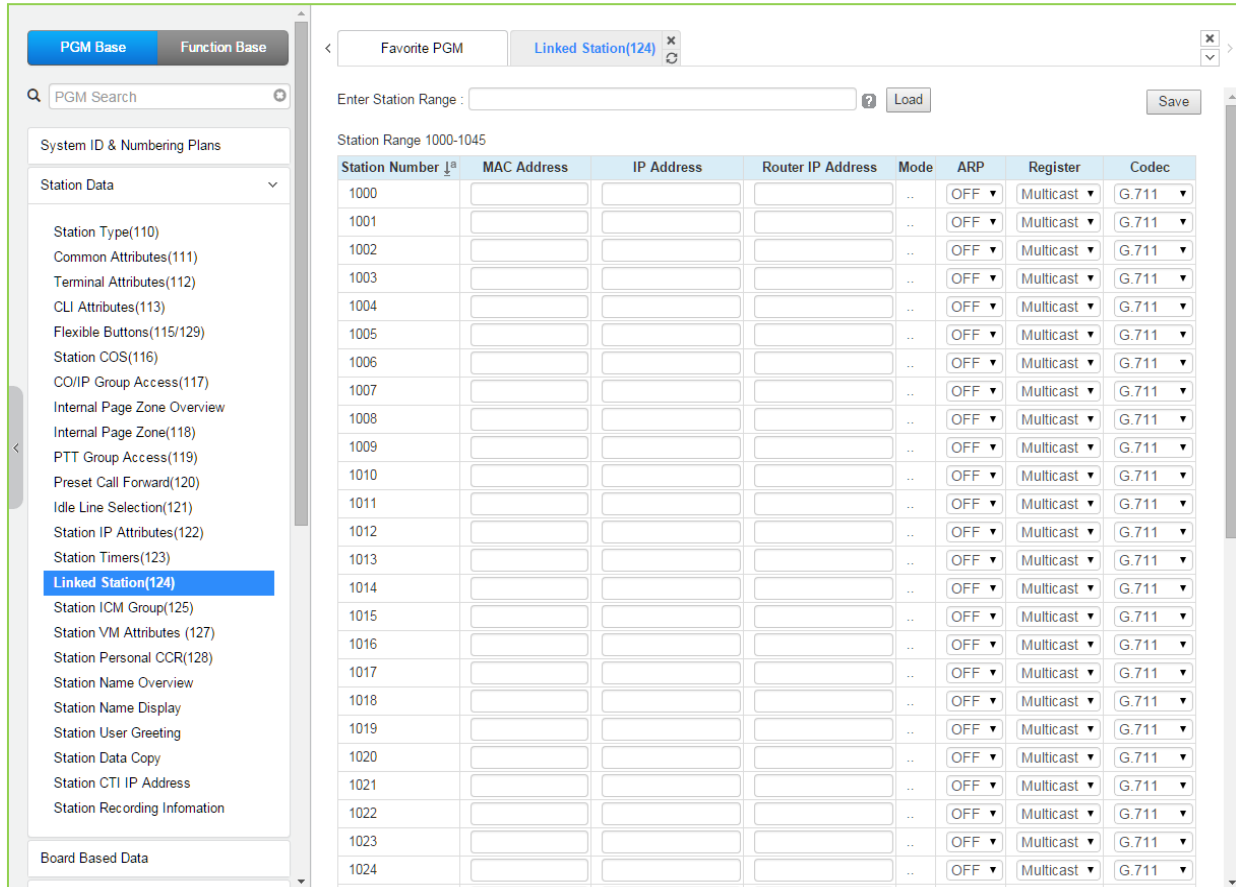 PGM Base Function Base
PGM Search
System ID & Numbering Plans
Station Data
Station Type(110)
Common Attributes(111)
Terminal Attributes(112)
CLI Attributes(113)
Flexible Buttons(115/129)
Station COS(116)
CO/IP Group Access(117)
Internal Page Zone Overview
Internal Page Zone(118)
PTT Group Access(119)
Preset Call Forward(120)
Idle Line Selection(121)
Station IP Attributes(122)
Station Timers(123)
Linked Station(124)
Station ICM Group(125)
Station VM Attributes (127)
Station Personal CCR(128)
Station Name Overview
Station Name Display
Station User Greeting
Station Data Copy
Station CTI IP Address
Station Recording Infomation
Board Based Data
Favorite PGM Linked Station(124)
Enter Station Range : ? Load Save
Station Range 1000-1045
Station Number MAC Address IP Address Router IP Address Mode ARP Register Codec
1000 .. OFF Multicast G.711
1001 .. OFF Multicast G.711
1002 .. OFF Multicast G.711
1003 .. OFF Multicast G.711
1004 .. OFF Multicast G.711
1005 .. OFF Multicast G.711
1006 .. OFF Multicast G.711
1007 .. OFF Multicast G.711
1008 .. OFF Multicast G.711
1009 .. OFF Multicast G.711
1010 .. OFF Multicast G.711
1011 .. OFF Multicast G.711
1012 .. OFF Multicast G.711
1013 .. OFF Multicast G.711
1014 .. OFF Multicast G.711
1015 .. OFF Multicast G.711
1016 .. OFF Multicast G.711
1017 .. OFF Multicast G.711
1018 .. OFF Multicast G.711
1019 .. OFF Multicast G.711
1020 .. OFF Multicast G.711
1021 .. OFF Multicast G.711
1022 .. OFF Multicast G.711
1023 .. OFF Multicast G.711
1024 .. OFF Multicast G.711